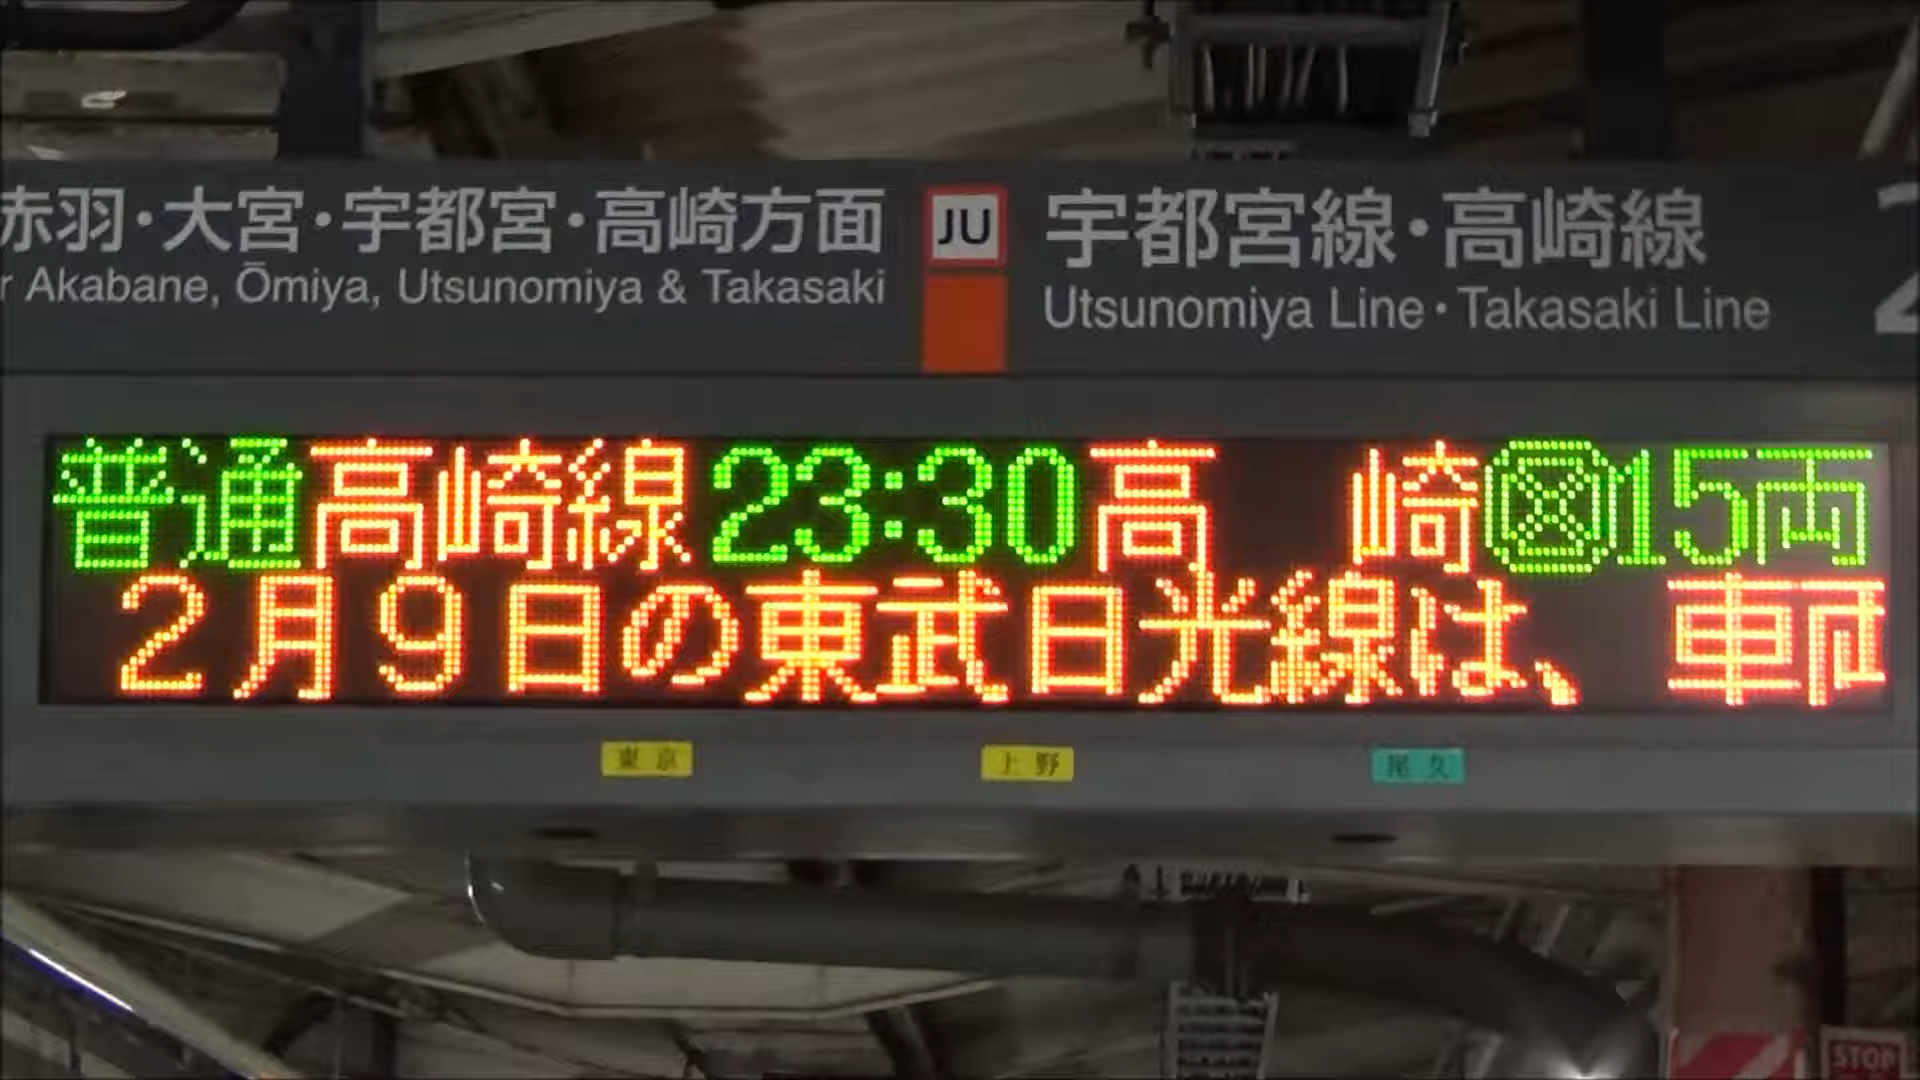 赤羽・大宮・宇都宮・高崎方面
r Akabane, Ōmiya, Utsunomiya & Takasaki
JU
宇都宮線・高崎線
Utsunomiya Line・Takasaki Line
2
普通 高崎線 23:30 高 崎 15両
2月9日の東武日光線は、 車両
東京
上野
尾久
STOP